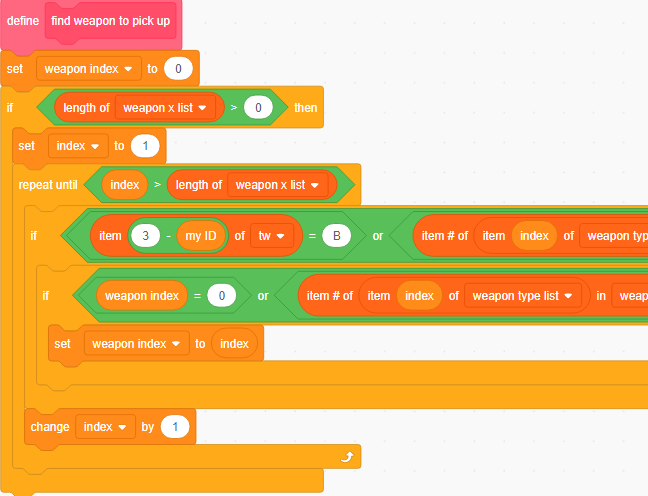 define find weapon to pick up
set weapon index to 0
if length of weapon x list > 0 then
set index to 1
repeat until index > length of weapon x list
if item 3 - my ID of tw = B or item # of item index of weapon typ
if weapon index = 0 or item # of item index of weapon type list in weap
set weapon index to index
change index by 1